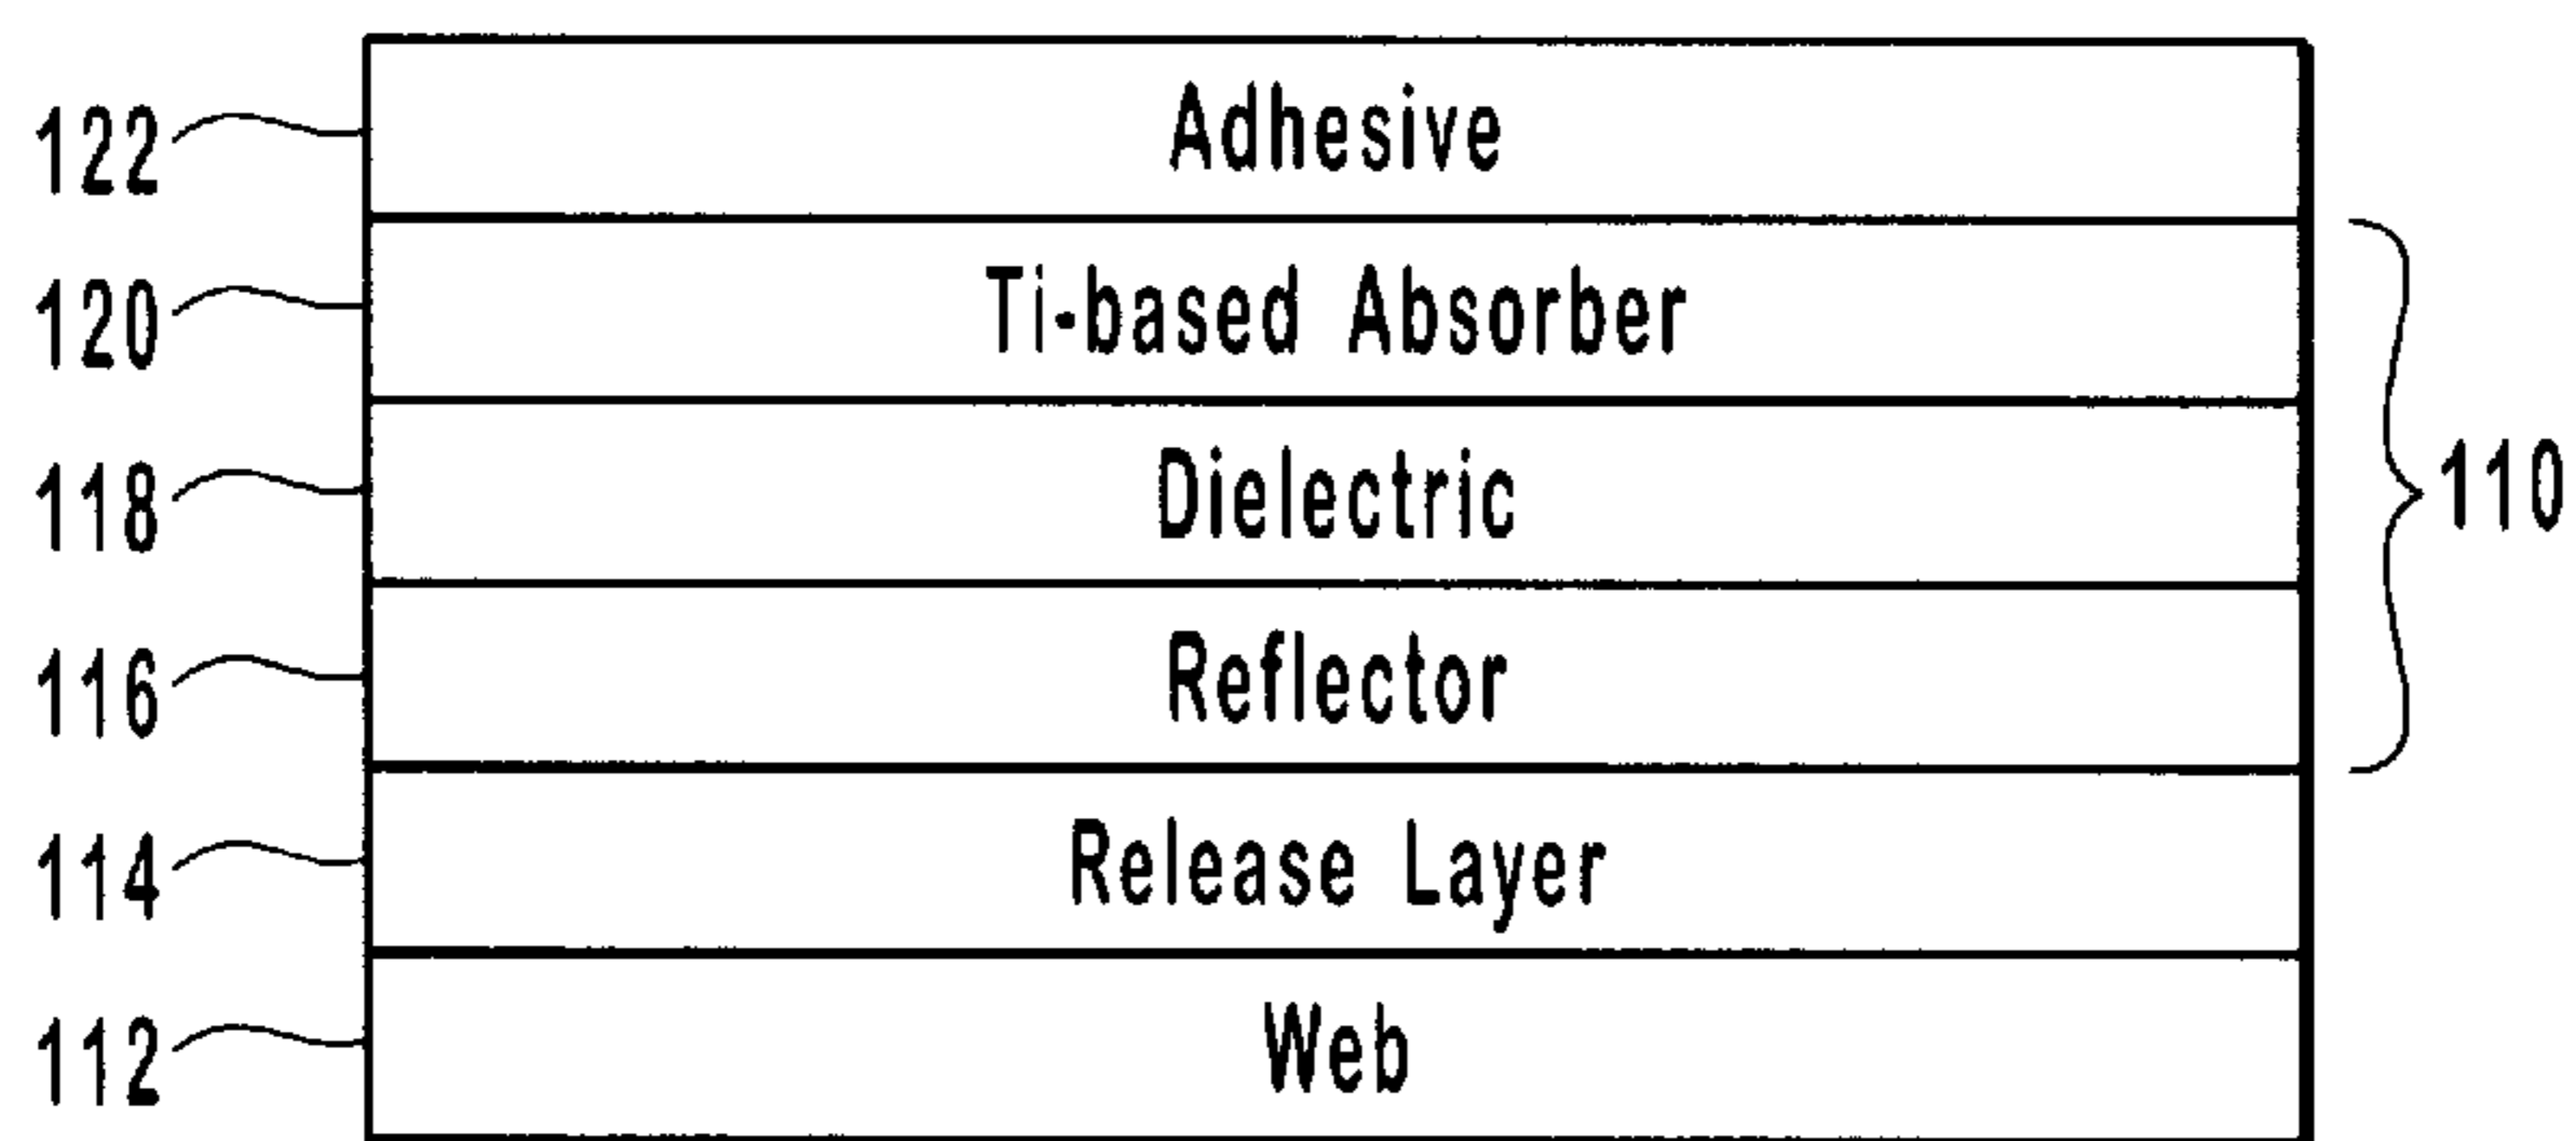 122 Adhesive
120 Ti-based Absorber
118 Dielectric
110
116 Reflector
114 Release Layer
112 Web